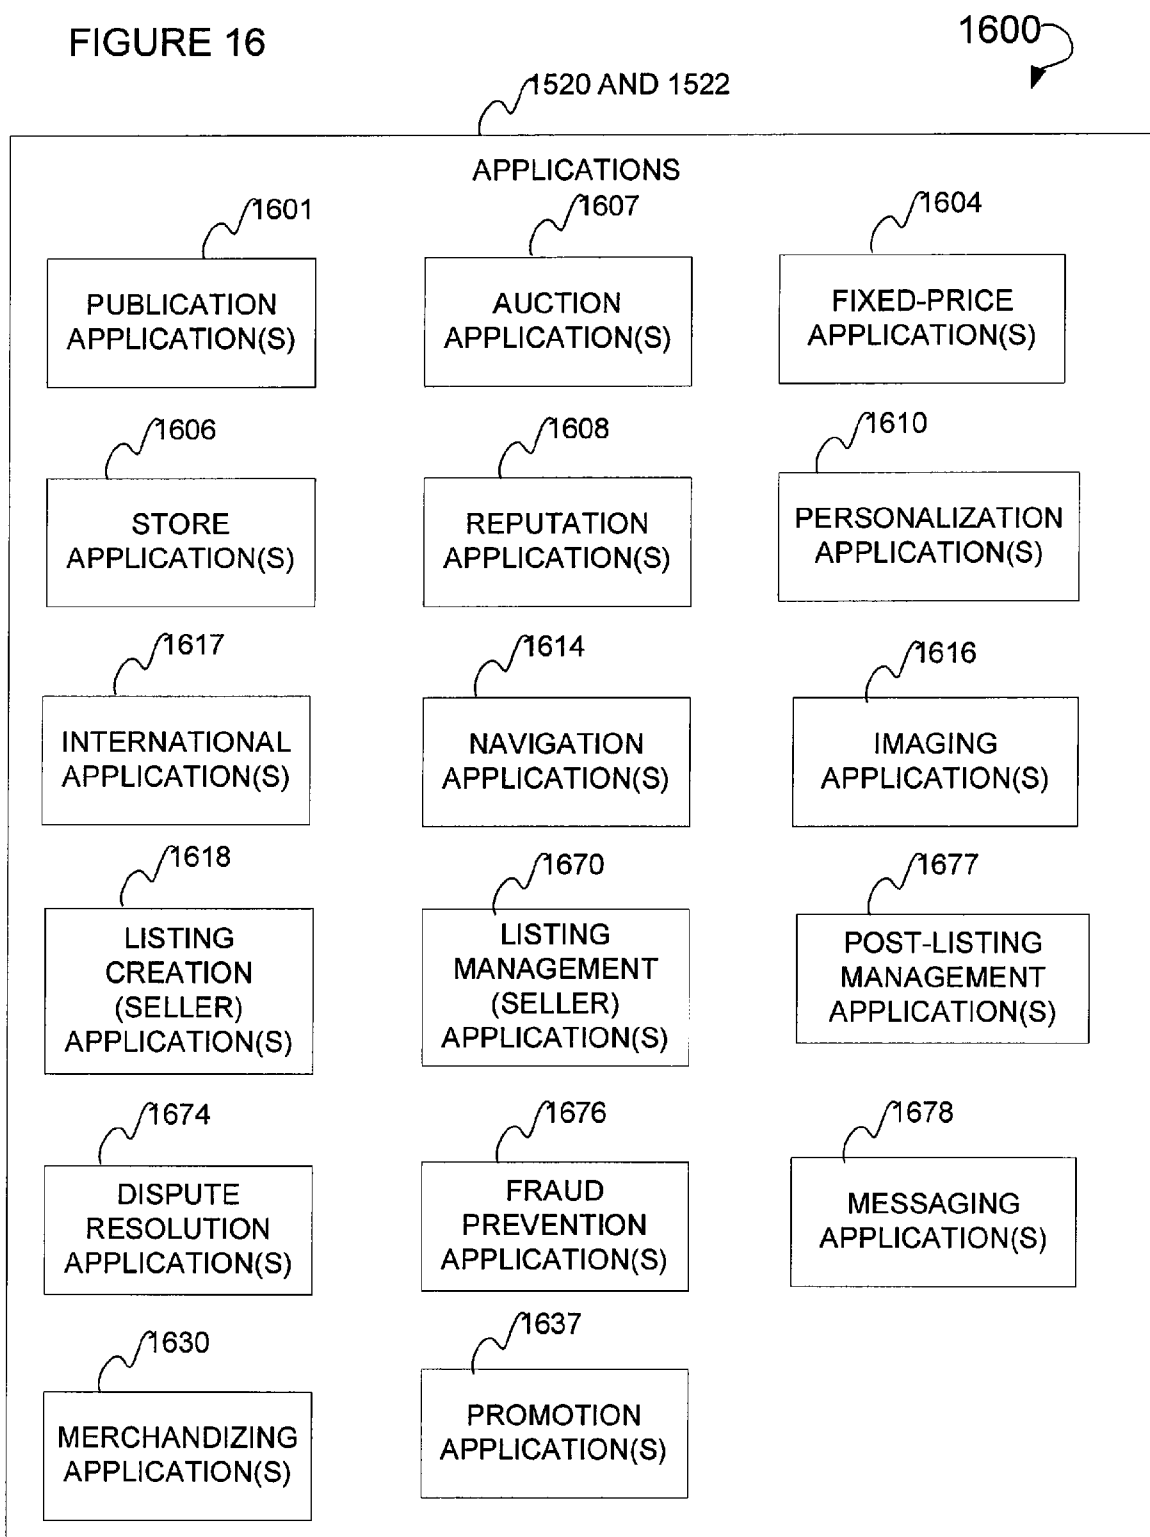 FIGURE 16
1600
1520 AND 1522
APPLICATIONS
1601
PUBLICATION
APPLICATION(S)
1607
AUCTION
APPLICATION(S)
1604
FIXED-PRICE
APPLICATION(S)
1606
STORE
APPLICATION(S)
1608
REPUTATION
APPLICATION(S)
1610
PERSONALIZATION
APPLICATION(S)
1617
INTERNATIONAL
APPLICATION(S)
1614
NAVIGATION
APPLICATION(S)
1616
IMAGING
APPLICATION(S)
1618
LISTING
CREATION
(SELLER)
APPLICATION(S)
1670
LISTING
MANAGEMENT
(SELLER)
APPLICATION(S)
1677
POST-LISTING
MANAGEMENT
APPLICATION(S)
1674
DISPUTE
RESOLUTION
APPLICATION(S)
1676
FRAUD
PREVENTION
APPLICATION(S)
1678
MESSAGING
APPLICATION(S)
1630
MERCHANDIZING
APPLICATION(S)
1637
PROMOTION
APPLICATION(S)